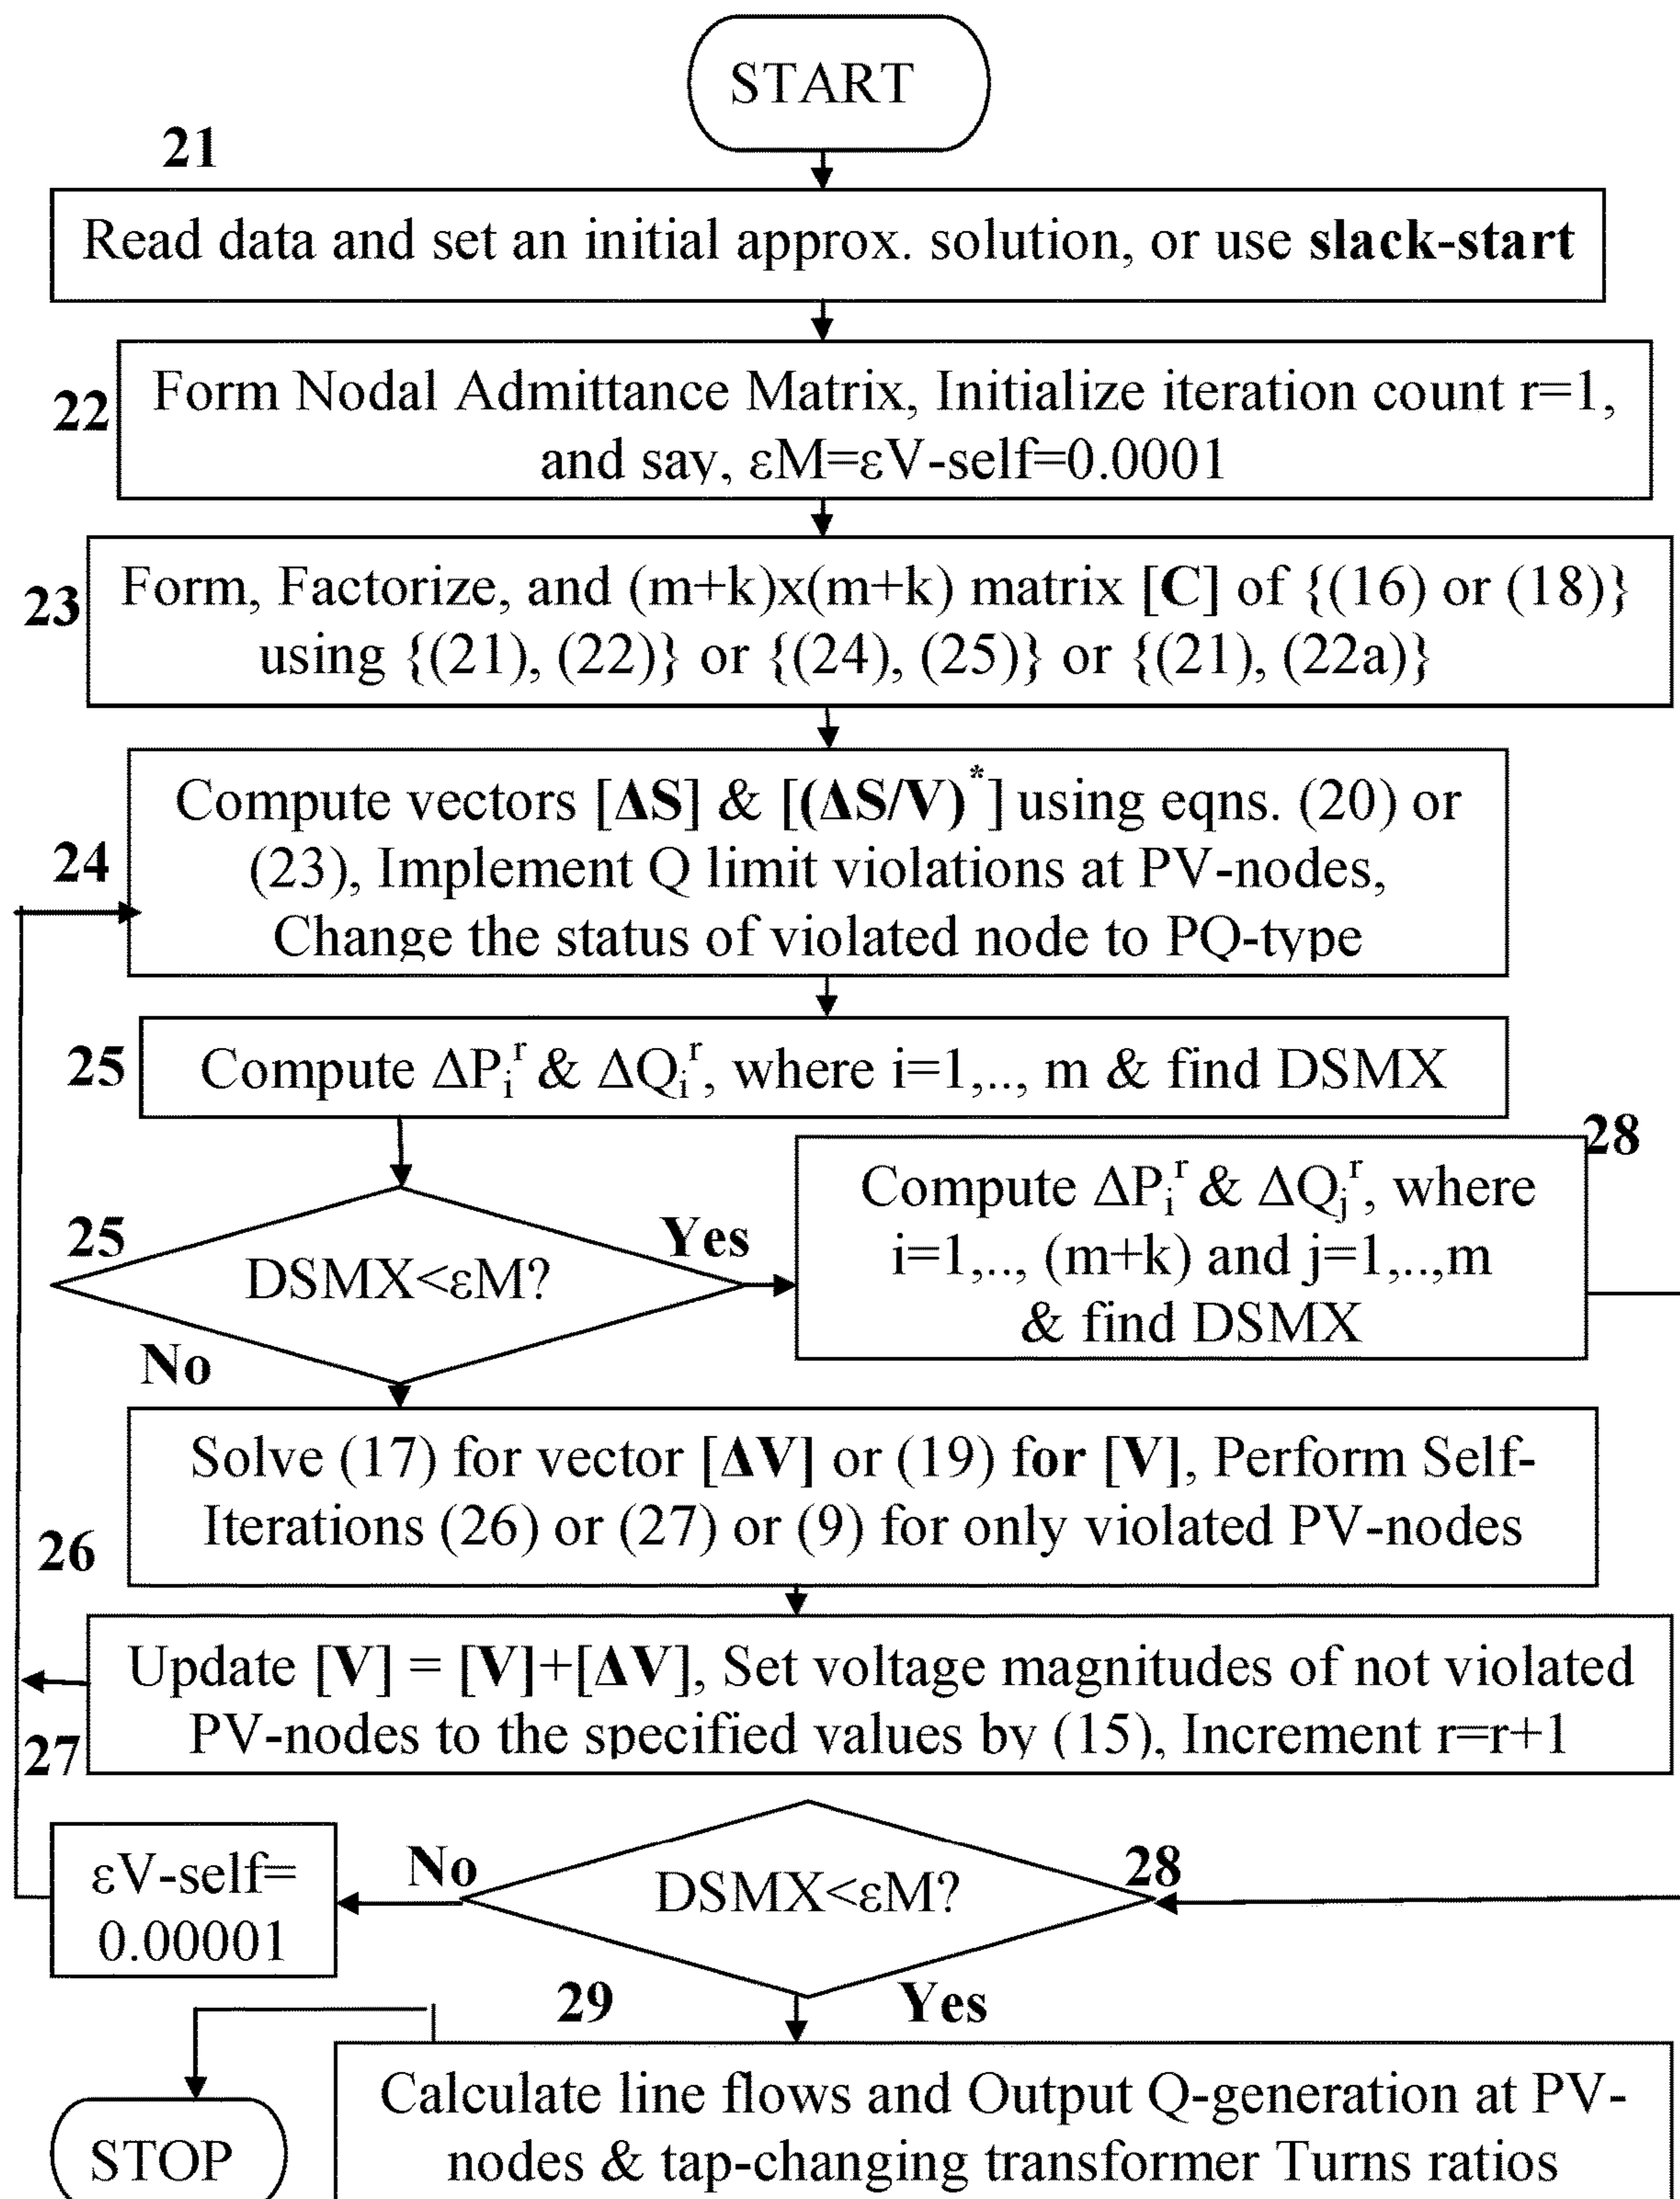 START
21
Read data and set an initial approx. solution, or use slack-start
22
Form Nodal Admittance Matrix, Initialize iteration count r=1,
and say, εM=εV-self=0.0001
23
Form, Factorize, and (m+k)x(m+k) matrix [C] of {(16) or (18)}
using {(21), (22)} or {(24), (25)} or {(21), (22a)}
24
Compute vectors [ΔS] & [(ΔS/V)*] using eqns. (20) or
(23), Implement Q limit violations at PV-nodes,
Change the status of violated node to PQ-type
25
Compute ΔPᵢʳ & ΔQᵢʳ, where i=1,.., m & find DSMX
25
DSMX<εM?
Yes
No
28
Compute ΔPᵢʳ & ΔQⱼʳ, where
i=1,.., (m+k) and j=1,..,m
& find DSMX
26
Solve (17) for vector [ΔV] or (19) for [V], Perform Self-
Iterations (26) or (27) or (9) for only violated PV-nodes
27
Update [V] = [V]+[ΔV], Set voltage magnitudes of not violated
PV-nodes to the specified values by (15), Increment r=r+1
28
DSMX<εM?
No
εV-self=
0.00001
Yes
29
Calculate line flows and Output Q-generation at PV-
nodes & tap-changing transformer Turns ratios
STOP